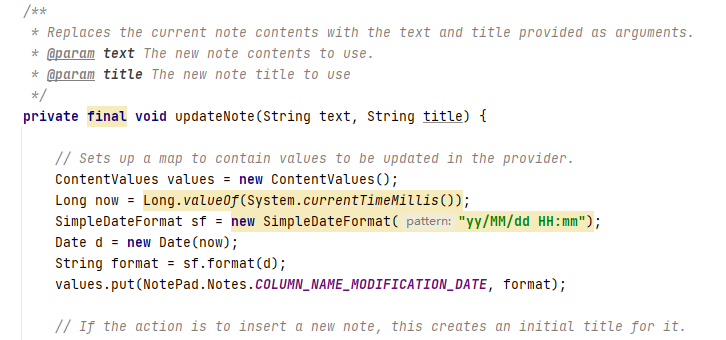 /**
 * Replaces the current note contents with the text and title provided as arguments.
 * @param text The new note contents to use.
 * @param title The new note title to use
 */
private final void updateNote(String text, String title) {
    // Sets up a map to contain values to be updated in the provider.
    ContentValues values = new ContentValues();
    Long now = Long.valueOf(System.currentTimeMillis());
    SimpleDateFormat sf = new SimpleDateFormat( pattern: "yy/MM/dd HH:mm");
    Date d = new Date(now);
    String format = sf.format(d);
    values.put(NotePad.Notes.COLUMN_NAME_MODIFICATION_DATE, format);
    // If the action is to insert a new note, this creates an initial title for it.